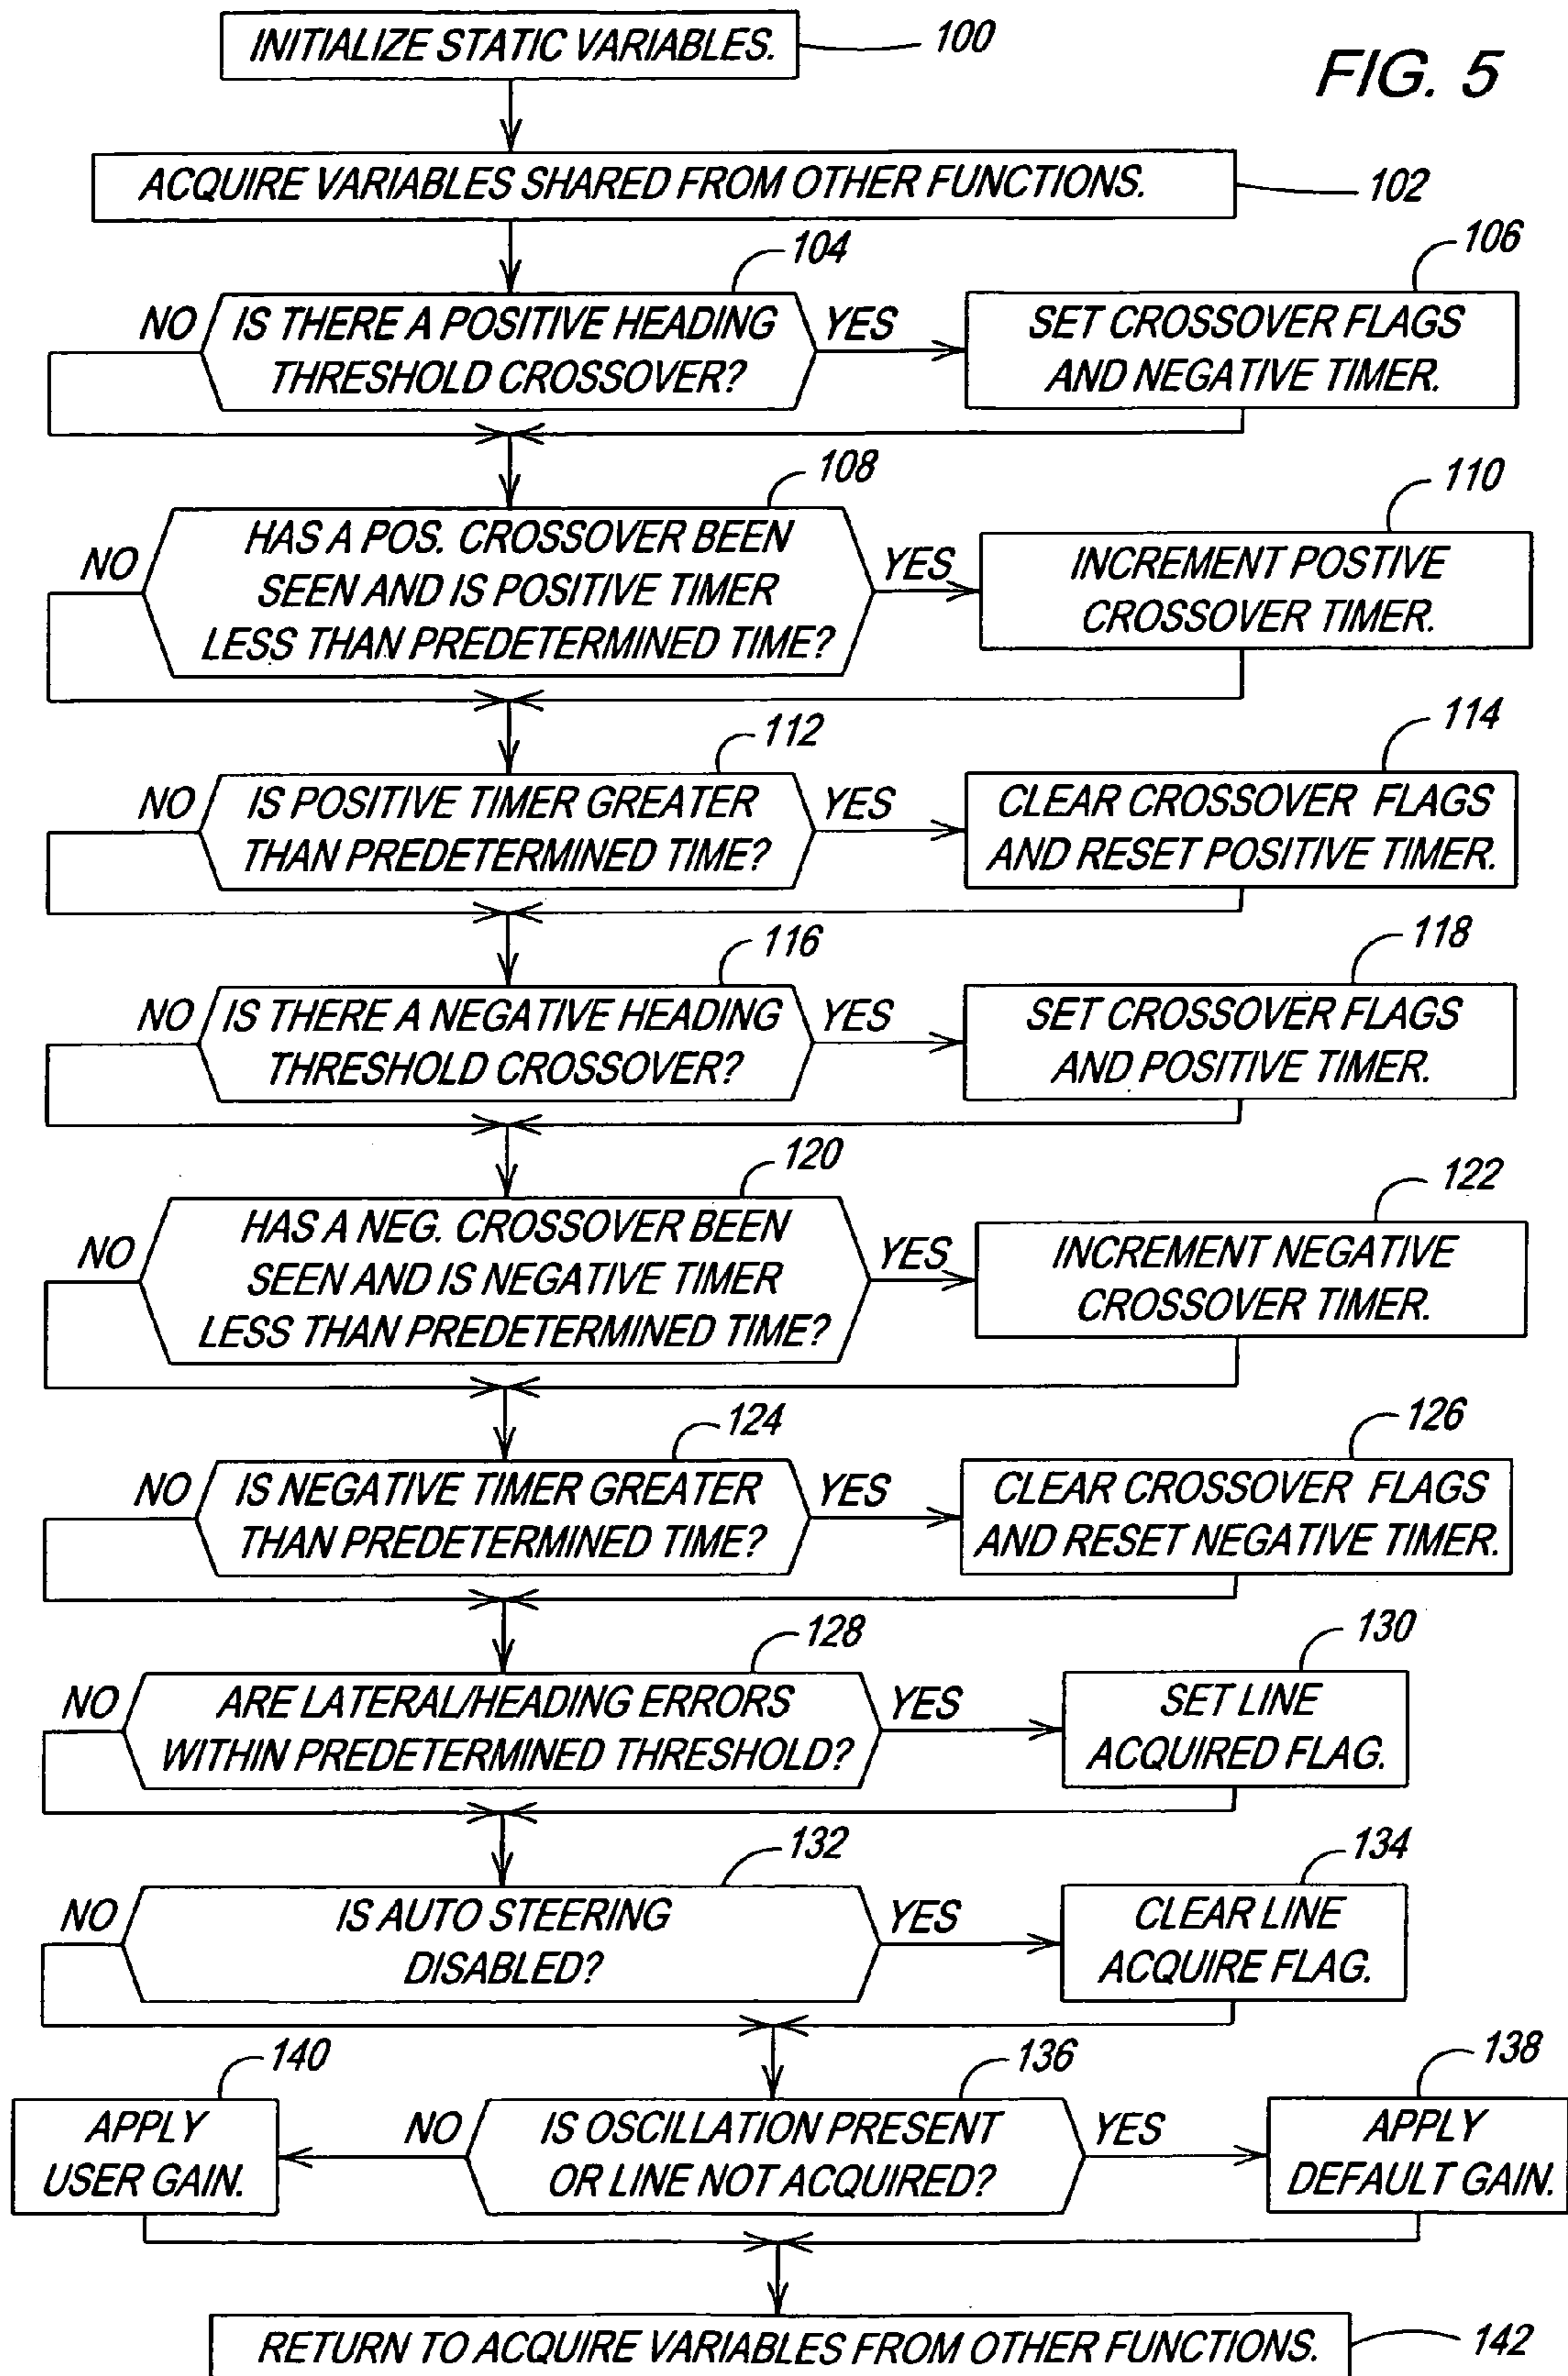 INITIALIZE STATIC VARIABLES.
100
FIG. 5
ACQUIRE VARIABLES SHARED FROM OTHER FUNCTIONS.
102
104
106
NO
IS THERE A POSITIVE HEADING
THRESHOLD CROSSOVER?
YES
SET CROSSOVER FLAGS
AND NEGATIVE TIMER.
108
110
NO
HAS A POS. CROSSOVER BEEN
SEEN AND IS POSITIVE TIMER
LESS THAN PREDETERMINED TIME?
YES
INCREMENT POSTIVE
CROSSOVER TIMER.
112
114
NO
IS POSITIVE TIMER GREATER
THAN PREDETERMINED TIME?
YES
CLEAR CROSSOVER FLAGS
AND RESET POSITIVE TIMER.
116
118
NO
IS THERE A NEGATIVE HEADING
THRESHOLD CROSSOVER?
YES
SET CROSSOVER FLAGS
AND POSITIVE TIMER.
120
122
NO
HAS A NEG. CROSSOVER BEEN
SEEN AND IS NEGATIVE TIMER
LESS THAN PREDETERMINED TIME?
YES
INCREMENT NEGATIVE
CROSSOVER TIMER.
124
126
NO
IS NEGATIVE TIMER GREATER
THAN PREDETERMINED TIME?
YES
CLEAR CROSSOVER FLAGS
AND RESET NEGATIVE TIMER.
128
130
NO
ARE LATERAL/HEADING ERRORS
WITHIN PREDETERMINED THRESHOLD?
YES
SET LINE
ACQUIRED FLAG.
132
134
NO
IS AUTO STEERING
DISABLED?
YES
CLEAR LINE
ACQUIRE FLAG.
140
136
138
APPLY
USER GAIN.
NO
IS OSCILLATION PRESENT
OR LINE NOT ACQUIRED?
YES
APPLY
DEFAULT GAIN.
RETURN TO ACQUIRE VARIABLES FROM OTHER FUNCTIONS.
142